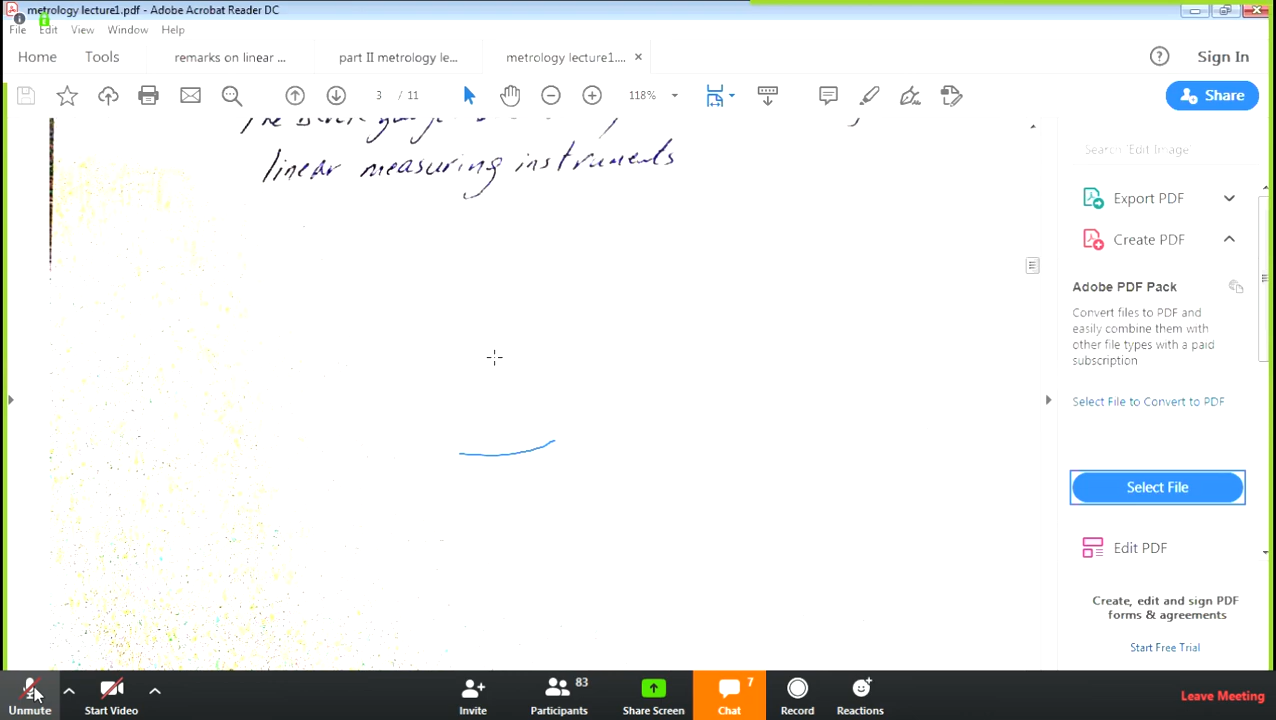 metrology lecture1.pdf - Adobe Acrobat Reader DC
File Edit View Window Help
Home Tools remarks on linear ... part II metrology le... metrology lecture1.... × Sign In
3 / 11 118% Share
linear measuring instruments
Search 'Edit Image'
Export PDF
Create PDF
Adobe PDF Pack
Convert files to PDF and
easily combine them with
other file types with a paid
subscription
Select File to Convert to PDF
Select File
Edit PDF
Create, edit and sign PDF
forms & agreements
Start Free Trial
83 7
Unmute Start Video Invite Participants Share Screen Chat Record Reactions Leave Meeting